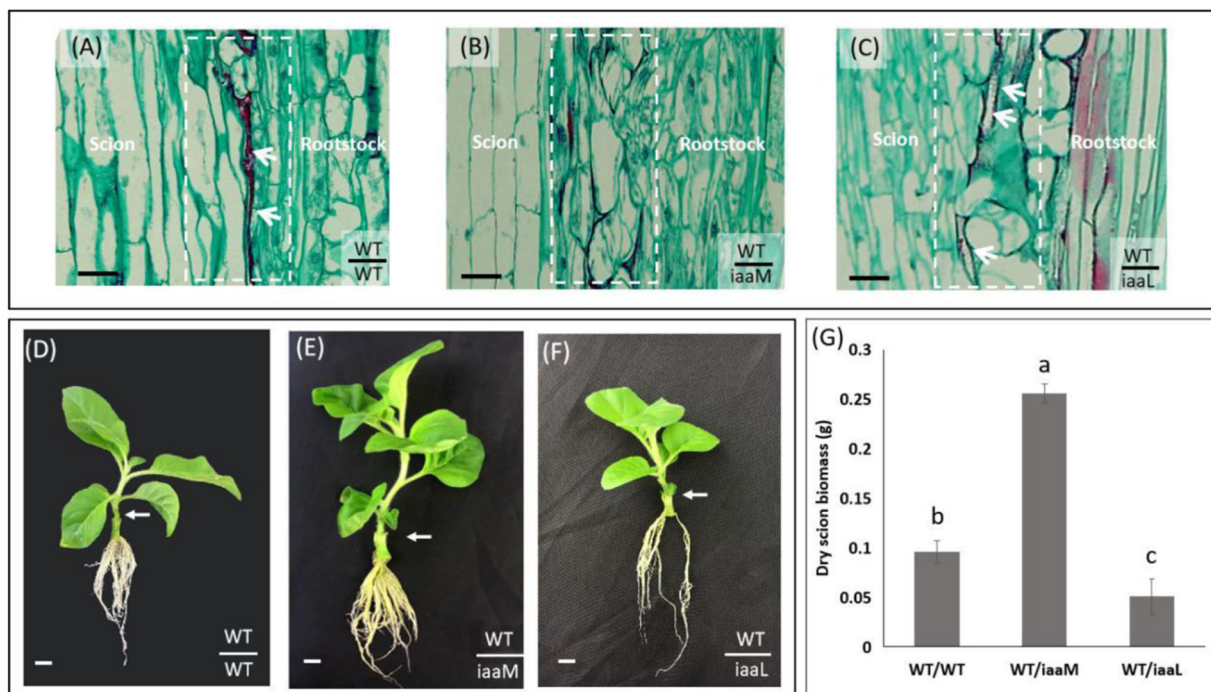 (A)
Scion
Rootstock
WT
WT
(B)
Scion
Rootstock
WT
iaaM
(C)
Scion
Rootstock
WT
iaaL
(D)
WT
WT
(E)
WT
iaaM
(F)
WT
iaaL
(G)
Dry scion biomass (g)
0.3
0.25
0.2
0.15
0.1
0.05
0
b
a
c
WT/WT
WT/iaaM
WT/iaaL